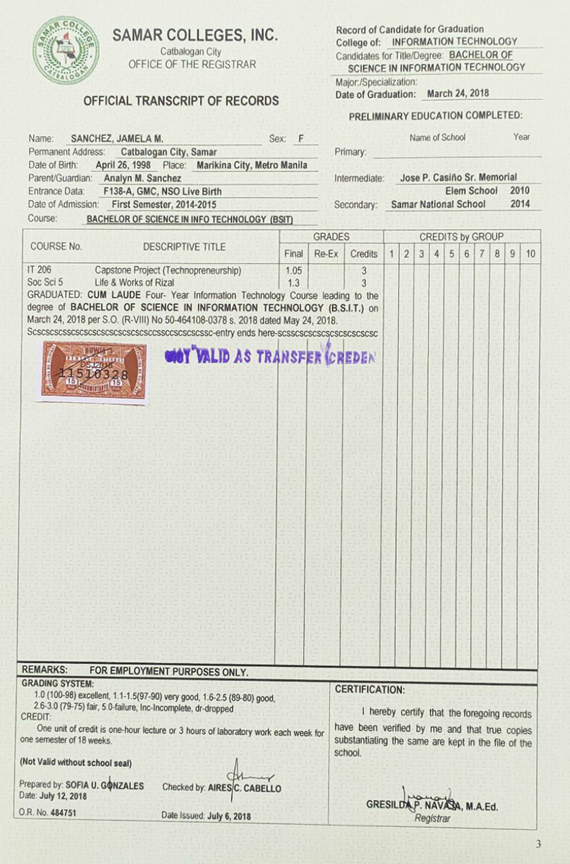 SAMAR COLLEGE
CATBALOGAN
SAMAR COLLEGES, INC.
Catbalogan City
OFFICE OF THE REGISTRAR
OFFICIAL TRANSCRIPT OF RECORDS
Record of Candidate for Graduation
College of: INFORMATION TECHNOLOGY
Candidates for Title/Degree: BACHELOR OF
SCIENCE IN INFORMATION TECHNOLOGY
Major:/Specialization:
Date of Graduation: March 24, 2018
PRELIMINARY EDUCATION COMPLETED:
Name: SANCHEZ, JAMELA M. Sex: F
Permanent Address: Catbalogan City, Samar
Date of Birth: April 26, 1998 Place: Marikina City, Metro Manila
Parent/Guardian: Analyn M. Sanchez
Entrance Data: F138-A, GMC, NSO Live Birth
Date of Admission: First Semester, 2014-2015
Course: BACHELOR OF SCIENCE IN INFO TECHNOLOGY (BSIT)
Name of School Year
Primary:
Intermediate: Jose P. Casiño Sr. Memorial
Elem School 2010
Secondary: Samar National School 2014
COURSE No. DESCRIPTIVE TITLE GRADES CREDITS by GROUP
Final Re-Ex Credits 1 2 3 4 5 6 7 8 9 10
IT 206 Capstone Project (Technopreneurship) 1.05 3
Soc Sci 5 Life & Works of Rizal 1.3 3
GRADUATED: CUM LAUDE Four- Year Information Technology Course leading to the
degree of BACHELOR OF SCIENCE IN INFORMATION TECHNOLOGY (B.S.I.T.) on
March 24, 2018 per S.O. (R-VIII) No 50-464108-0378 s. 2018 dated May 24, 2018.
Scscscscsscscscscscscscscscsccsscscscscssc-entry ends here-scsscscscscscscscscsc
11510328
15 15
VALID AS TRANSFER CREDEN
REMARKS: FOR EMPLOYMENT PURPOSES ONLY.
GRADING SYSTEM:
1.0 (100-98) excellent, 1.1-1.5(97-90) very good, 1.6-2.5 (89-80) good,
2.6-3.0 (79-75) fair, 5.0-failure, Inc-Incomplete, dr-dropped
CREDIT:
One unit of credit is one-hour lecture or 3 hours of laboratory work each week for
one semester of 18 weeks.
(Not Valid without school seal)
Prepared by: SOFIA U. GONZALES Checked by: AIRES C. CABELLO
Date: July 12, 2018
O.R. No. 484751 Date Issued: July 6, 2018
CERTIFICATION:
I hereby certify that the foregoing records
have been verified by me and that true copies
substantiating the same are kept in the file of the
school.
GRESILDA P. NAVASA, M.A.Ed.
Registrar
3